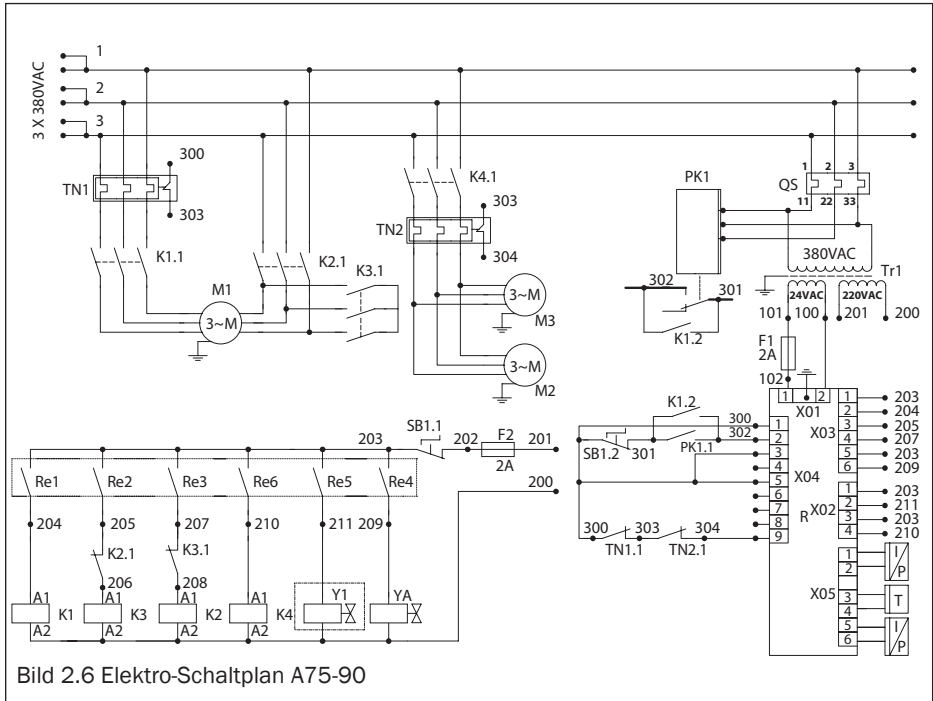 3 X 380VAC
1
2
3
TN1
300
303
K4.1
303
TN2
304
K1.1
K2.1
K3.1
M1
3~M
3~M
M3
3~M
M2
PK1
QS
1 2 3
11 22 33
380VAC
Tr1
24VAC
220VAC
302
301
K1.2
101
100
201
200
F1
2A
102
1
2
X01
K1.2
300
302
SB1.2
301
PK1.1
1
2
3
4
5
6
7
8
9
X04
R
300
303
304
TN1.1
TN2.1
X03
1 203
2 204
3 205
4 207
5 203
6 209
X02
1 203
2 211
3 203
4 210
X05
1
2
3
4
5
6
I/P
T
I/P
203
SB1.1
202
F2
2A
201
200
Re1
Re2
Re3
Re6
Re5
Re4
204
205
207
210
211
209
K2.1
K3.1
206
208
A1
A2
K1
A1
A2
K3
A1
A2
K2
A1
A2
K4
Y1
YA
Bild 2.6 Elektro-Schaltplan A75-90